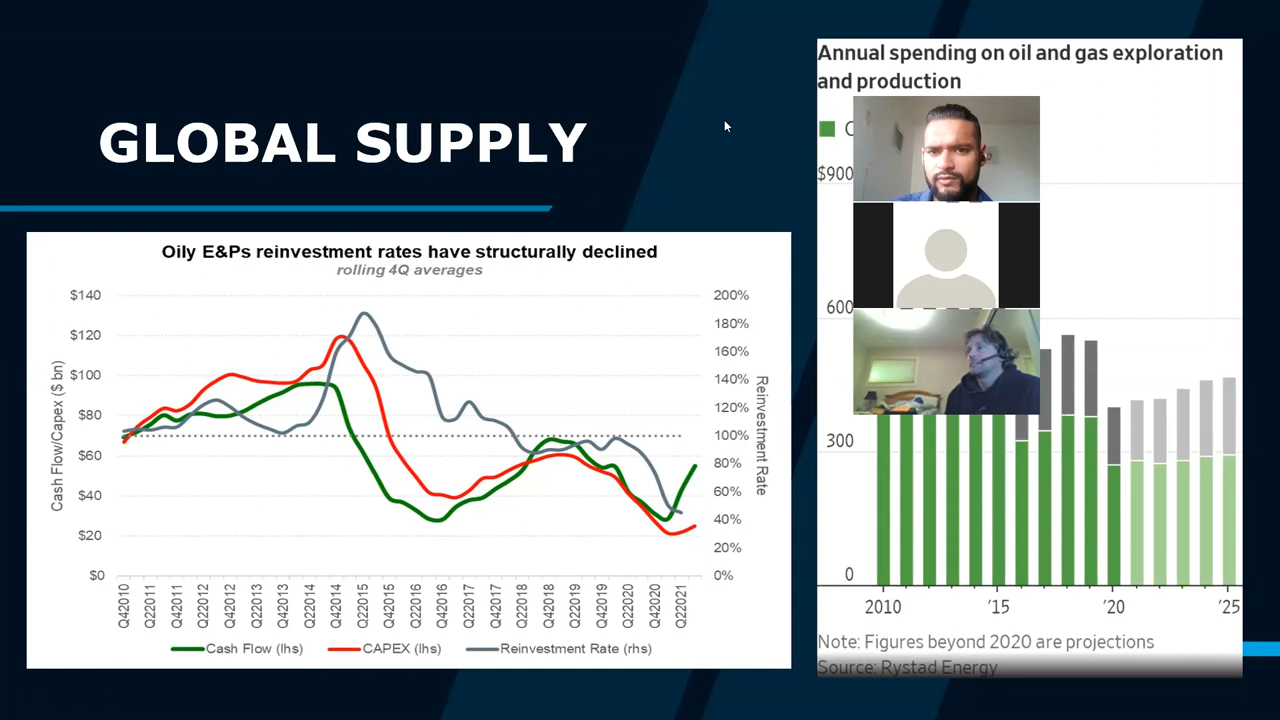 GLOBAL SUPPLY
Oily E&Ps reinvestment rates have structurally declined
rolling 4Q averages
$140
$120
$100
$80
$60
$40
$20
$0
Cash Flow/Capex ($ bn)
200%
180%
160%
140%
120%
100%
80%
60%
40%
20%
0%
Reinvestment Rate
Q42010
Q22011
Q42011
Q22012
Q42012
Q22013
Q42013
Q22014
Q42014
Q22015
Q42015
Q22016
Q42016
Q22017
Q42017
Q22018
Q42018
Q22019
Q42019
Q22020
Q42020
Q22021
Cash Flow (lhs)
CAPEX (lhs)
Reinvestment Rate (rhs)
Annual spending on oil and gas exploration
and production
$900
600
300
0
2010
'15
'20
'25
Note: Figures beyond 2020 are projections
Source: Rystad Energy